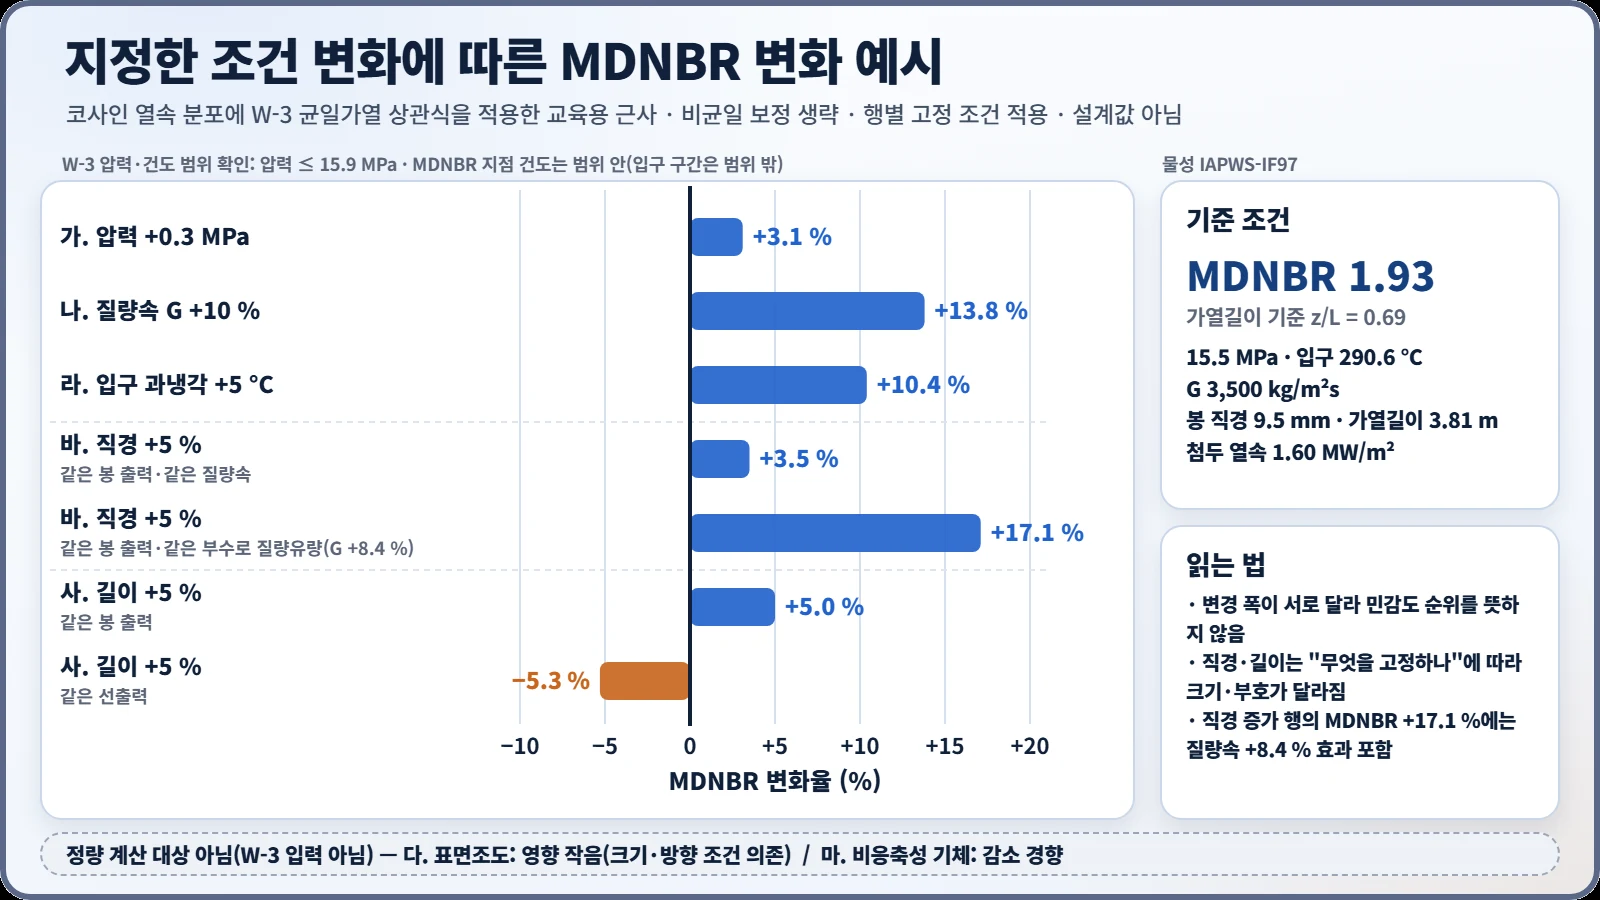 지정한 조건 변화에 따른 MDNBR 변화 예시
코사인 열속 분포에 W-3 균일가열 상관식을 적용한 교육용 근사 · 비균일 보정 생략 · 행별 고정 조건 적용 · 설계값 아님
W-3 압력·건도 범위 확인: 압력 ≤ 15.9 MPa · MDNBR 지점 건도는 범위 안(입구 구간은 범위 밖)
가. 압력 +0.3 MPa
+3.1 %
나. 질량속 G +10 %
+13.8 %
라. 입구 과냉각 +5 °C
+10.4 %
바. 직경 +5 %
같은 봉 출력·같은 질량속
+3.5 %
바. 직경 +5 %
같은 봉 출력·같은 부수로 질량유량(G +8.4 %)
+17.1 %
사. 길이 +5 %
같은 봉 출력
+5.0 %
사. 길이 +5 %
같은 선출력
−5.3 %
−10 −5 0 +5 +10 +15 +20
MDNBR 변화율 (%)
물성 IAPWS-IF97
기준 조건
MDNBR 1.93
가열길이 기준 z/L = 0.69
15.5 MPa · 입구 290.6 °C
G 3,500 kg/m²s
봉 직경 9.5 mm · 가열길이 3.81 m
첨두 열속 1.60 MW/m²
읽는 법
· 변경 폭이 서로 달라 민감도 순위를 뜻하
지 않음
· 직경·길이는 "무엇을 고정하나"에 따라
크기·부호가 달라짐
· 직경 증가 행의 MDNBR +17.1 %에는
질량속 +8.4 % 효과 포함
정량 계산 대상 아님(W-3 입력 아님) — 다. 표면조도: 영향 작음(크기·방향 조건 의존) / 마. 비응축성 기체: 감소 경향